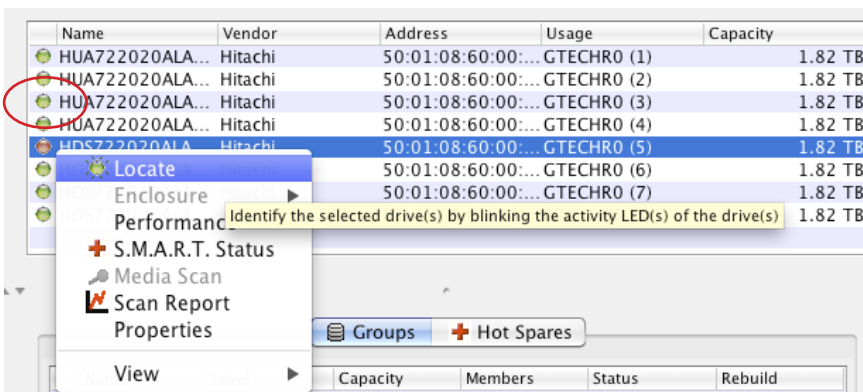 Name Vendor Address Usage Capacity
HUA722020ALA... Hitachi 50:01:08:60:00:... GTECHR0 (1) 1.82 TB
HUA722020ALA... Hitachi 50:01:08:60:00:... GTECHR0 (2) 1.82 TB
HUA722020ALA... Hitachi 50:01:08:60:00:... GTECHR0 (3) 1.82 TB
HUA722020ALA... Hitachi 50:01:08:60:00:... GTECHR0 (4) 1.82 TB
HDS722020ALA... Hitachi 50:01:08:60:00:... GTECHR0 (5) 1.82 TB
Locate 50:01:08:60:00:... GTECHR0 (6) 1.82 TB
Enclosure 50:01:08:60:00:... GTECHR0 (7) 1.82 TB
Performance Identify the selected drive(s) by blinking the activity LED(s) of the drive(s) 1.82 TB
S.M.A.R.T. Status
Media Scan
Scan Report
Properties Groups Hot Spares
View Capacity Members Status Rebuild